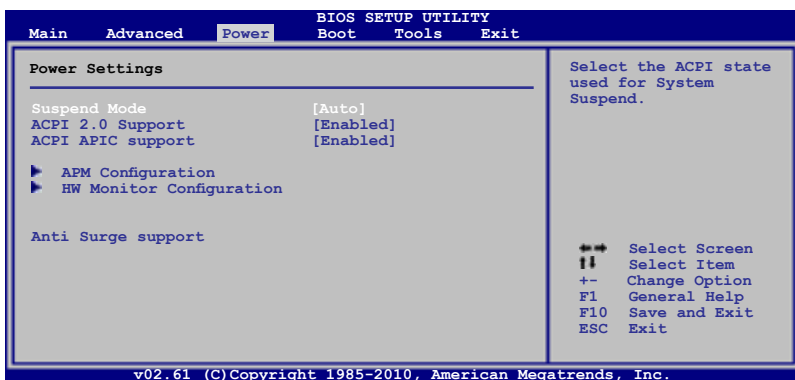 BIOS SETUP UTILITY
Main Advanced Power Boot Tools Exit
Power Settings
Suspend Mode [Auto]
ACPI 2.0 Support [Enabled]
ACPI APIC support [Enabled]
APM Configuration
HW Monitor Configuration
Anti Surge support
Select the ACPI state
used for System
Suspend.
Select Screen
Select Item
+- Change Option
F1 General Help
F10 Save and Exit
ESC Exit
v02.61 (C)Copyright 1985-2010, American Megatrends, Inc.